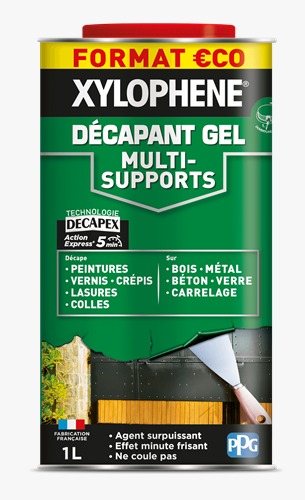 FORMAT €CO
XYLOPHENE®
DÉCAPANT GEL
MULTI-
SUPPORTS
TECHNOLOGIE
DECAPEX
Action
Express® 5 min
Décape
• PEINTURES
• VERNIS • CRÉPIS
• LASURES
• COLLES
Sur
• BOIS • MÉTAL
• BÉTON • VERRE
• CARRELAGE
FABRICATION
FRANÇAISE
1L
• Agent surpuissant
• Effet minute frisant
• Ne coule pas
PPG